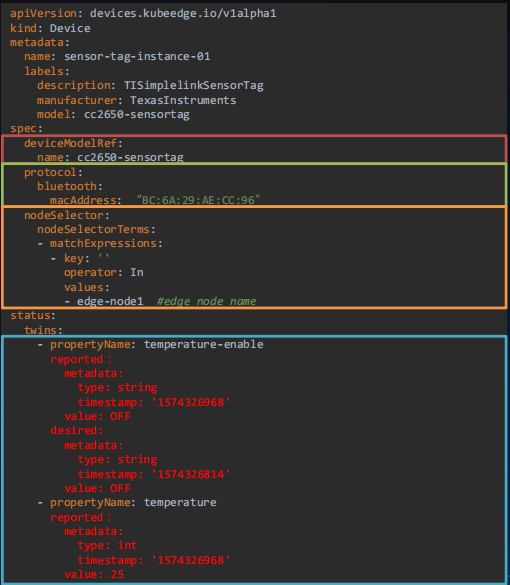 apiVersion: devices.kubeedge.io/v1alpha1
kind: Device
metadata:
  name: sensor-tag-instance-01
  labels:
    description: TISimplelinkSensorTag
    manufacturer: TexasInstruments
    model: cc2650-sensortag
spec:
  deviceModelRef:
    name: cc2650-sensortag
  protocol:
    bluetooth:
      macAddress:  "BC:6A:29:AE:CC:96"
  nodeSelector:
    nodeSelectorTerms:
    - matchExpressions:
      - key: ''
        operator: In
        values:
        - edge-node1  #edge node name
status:
  twins:
    - propertyName: temperature-enable
      reported:
        metadata:
          type: string
          timestamp: '1574326968'
        value: OFF
      desired:
        metadata:
          type: string
          timestamp: '1574326814'
        value: OFF
    - propertyName: temperature
      reported:
        metadata:
          type: int
          timestamp: '1574326968'
        value: 25